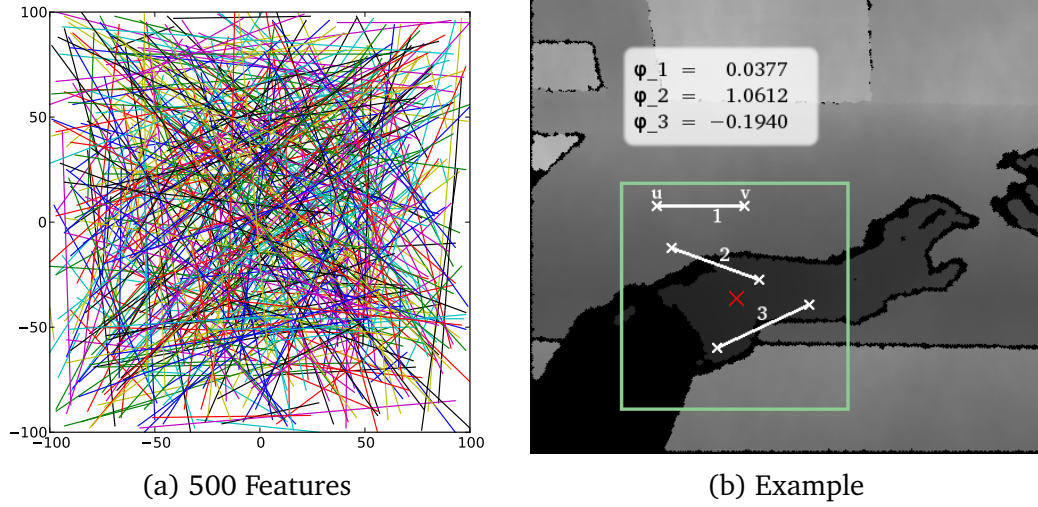 100
50
0
−50
−100
−100
−50
0
50
100
φ_1 = 0.0377
φ_2 = 1.0612
φ_3 = −0.1940
u v
1
2
3
(a) 500 Features
(b) Example